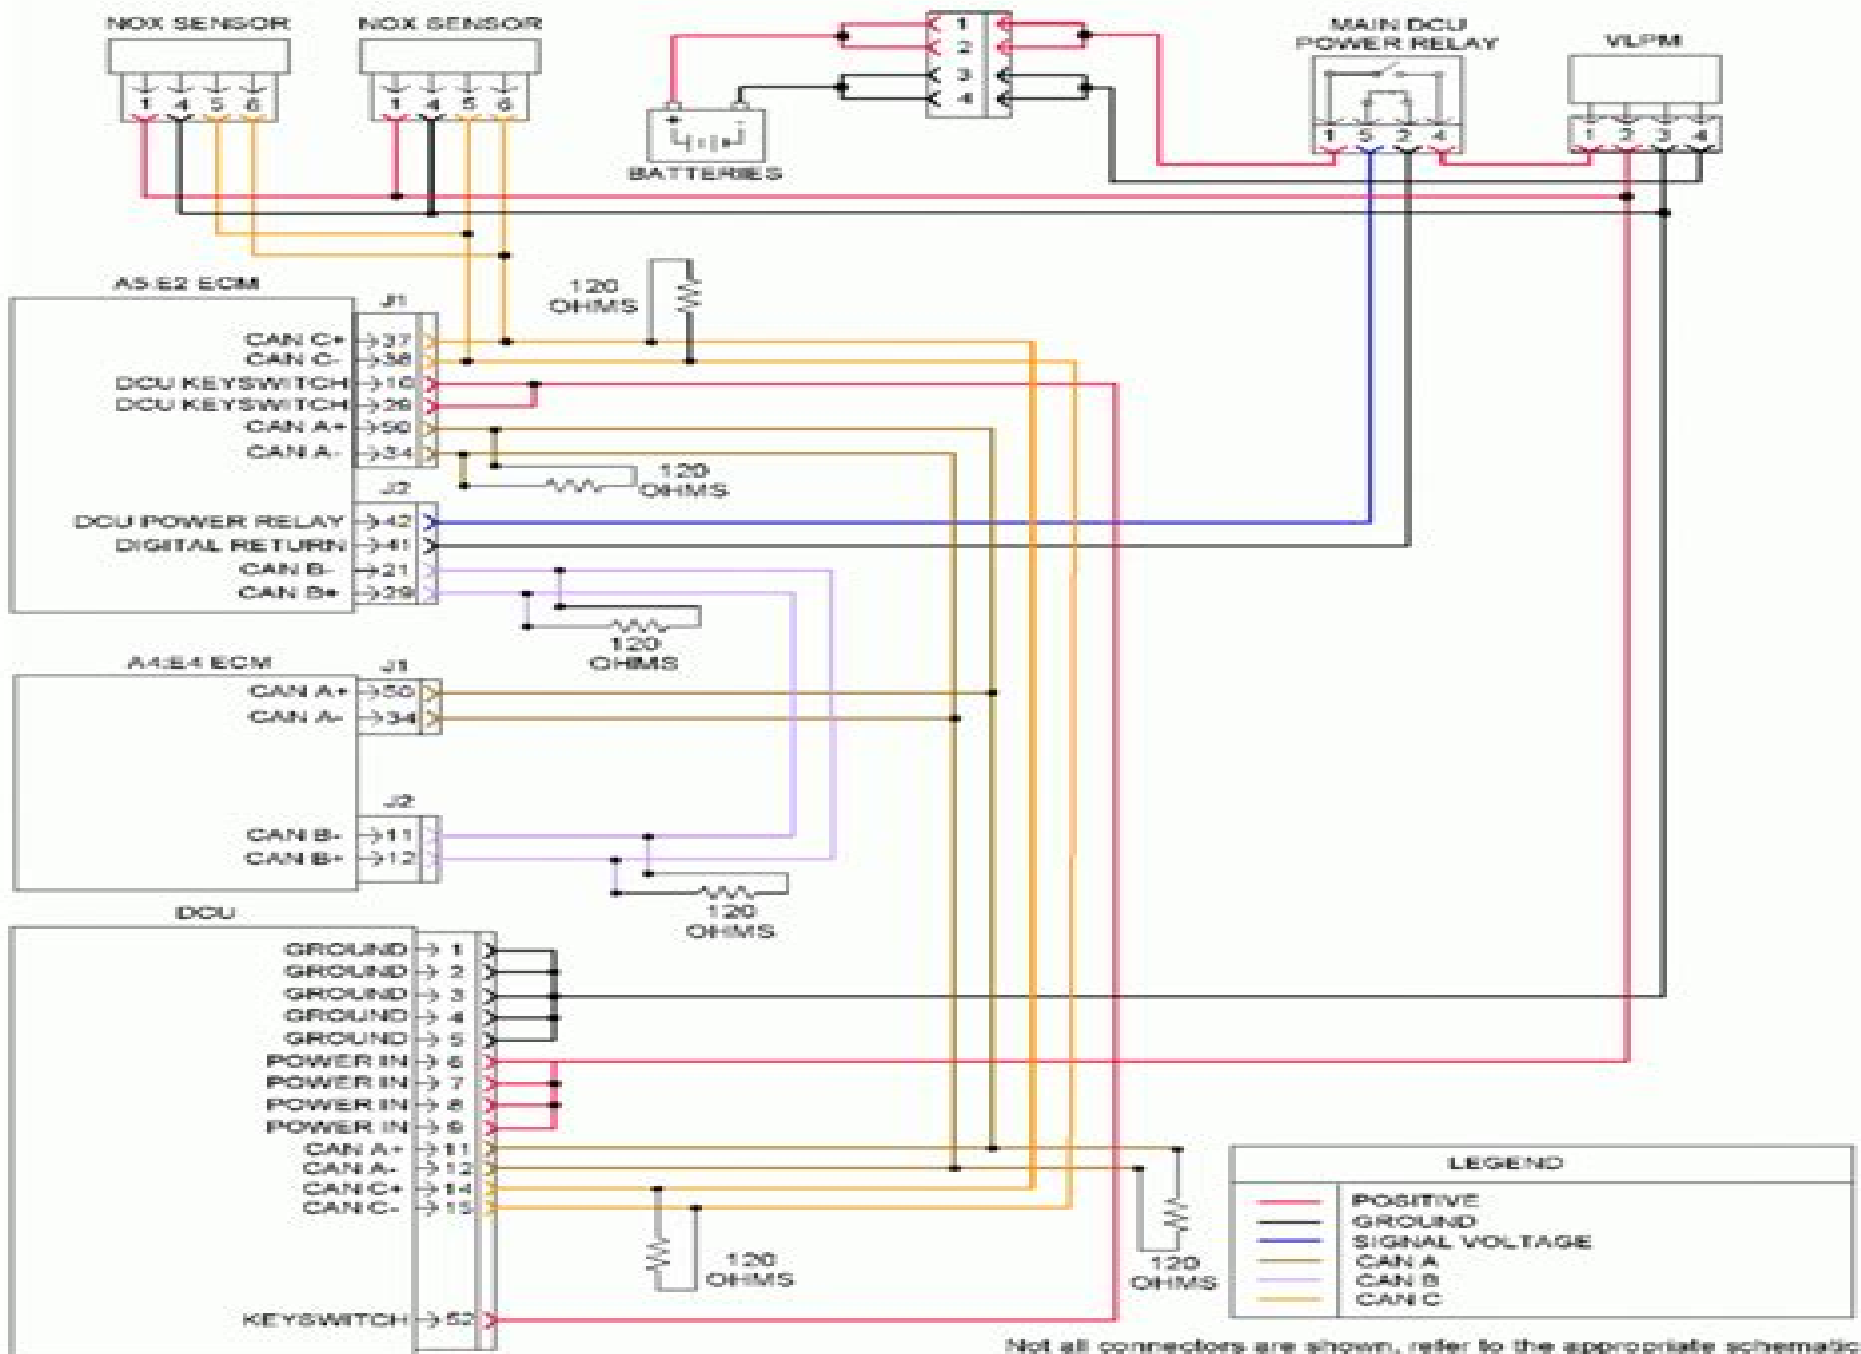 NOX SENSOR
NOX SENSOR
MAIN DCU
POWER RELAY
VLPM
1 4 5 6
1 4 5 6
1
2
3
4
1 5 2 4
1 2 3 4
+ -
BATTERIES
A5:E2 ECM
J1
CAN C+ 37
CAN C- 38
DCU KEYSWITCH 10
DCU KEYSWITCH 26
CAN A+ 50
CAN A- 34
120
OHMS
120
OHMS
J2
DCU POWER RELAY 42
DIGITAL RETURN 41
CAN B- 21
CAN B+ 29
120
OHMS
A4:E4 ECM
J1
CAN A+ 50
CAN A- 34
J2
CAN B- 11
CAN B+ 12
120
OHMS
DCU
GROUND 1
GROUND 2
GROUND 3
GROUND 4
GROUND 5
POWER IN 6
POWER IN 7
POWER IN 8
POWER IN 9
CAN A+ 11
CAN A- 12
CAN C+ 14
CAN C- 15
120
OHMS
120
OHMS
KEYSWITCH 52
LEGEND
POSITIVE
GROUND
SIGNAL VOLTAGE
CAN A
CAN B
CAN C
Not all connectors are shown, refer to the appropriate schematic